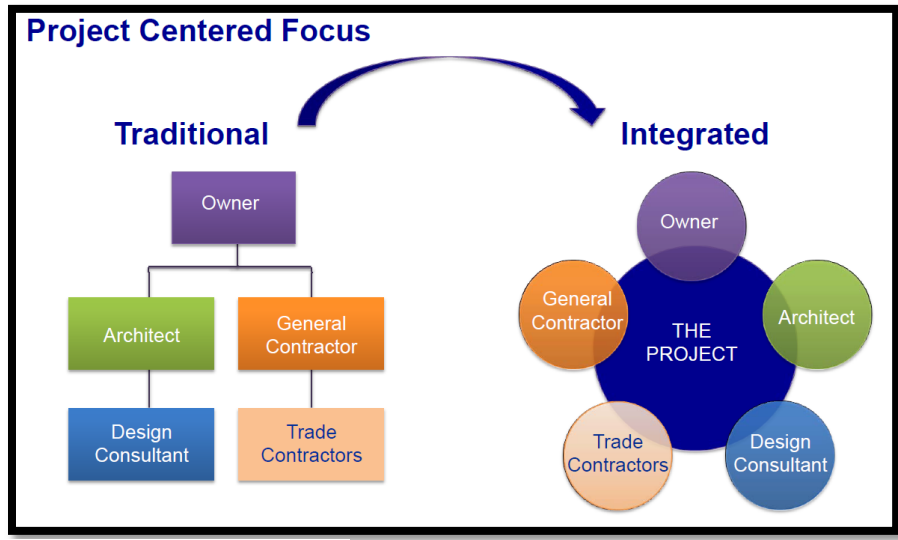 Project Centered Focus
Traditional
Owner
Architect
General
Contractor
Design
Consultant
Trade
Contractors
Integrated
Owner
General
Contractor
Architect
THE
PROJECT
Trade
Contractors
Design
Consultant